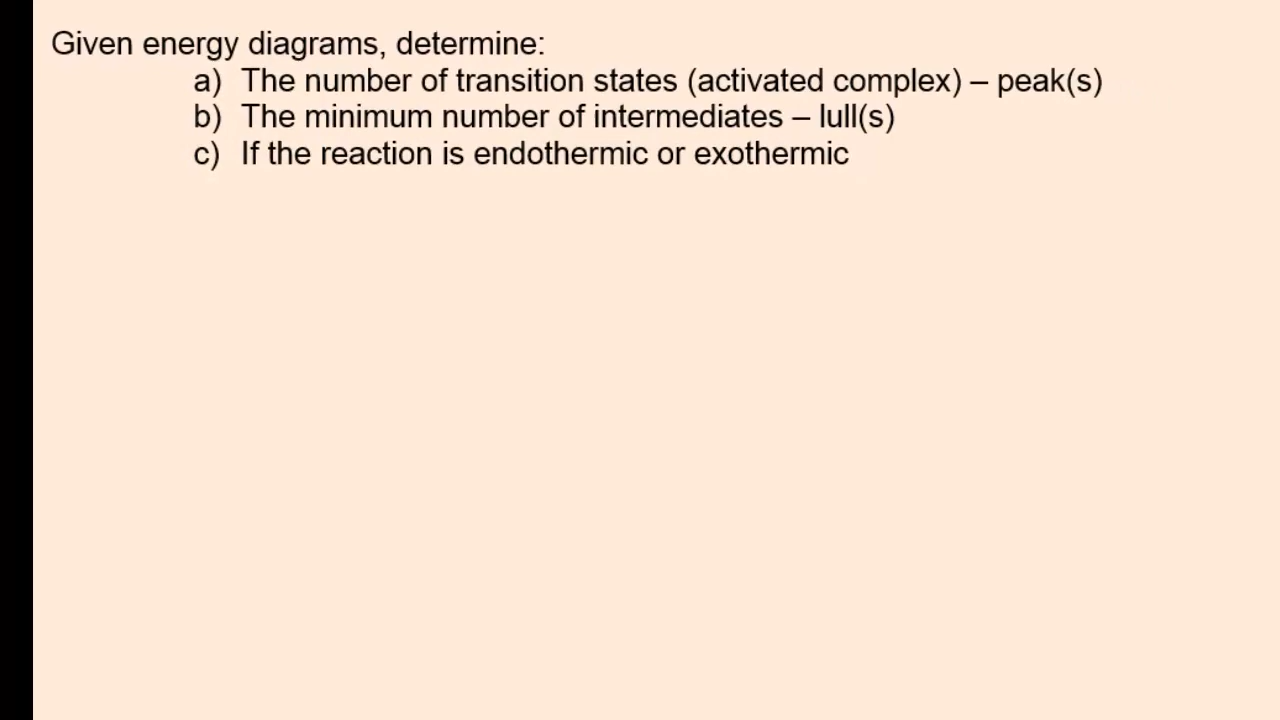 Given energy diagrams, determine:
a) The number of transition states (activated complex) – peak(s)
b) The minimum number of intermediates – lull(s)
c) If the reaction is endothermic or exothermic